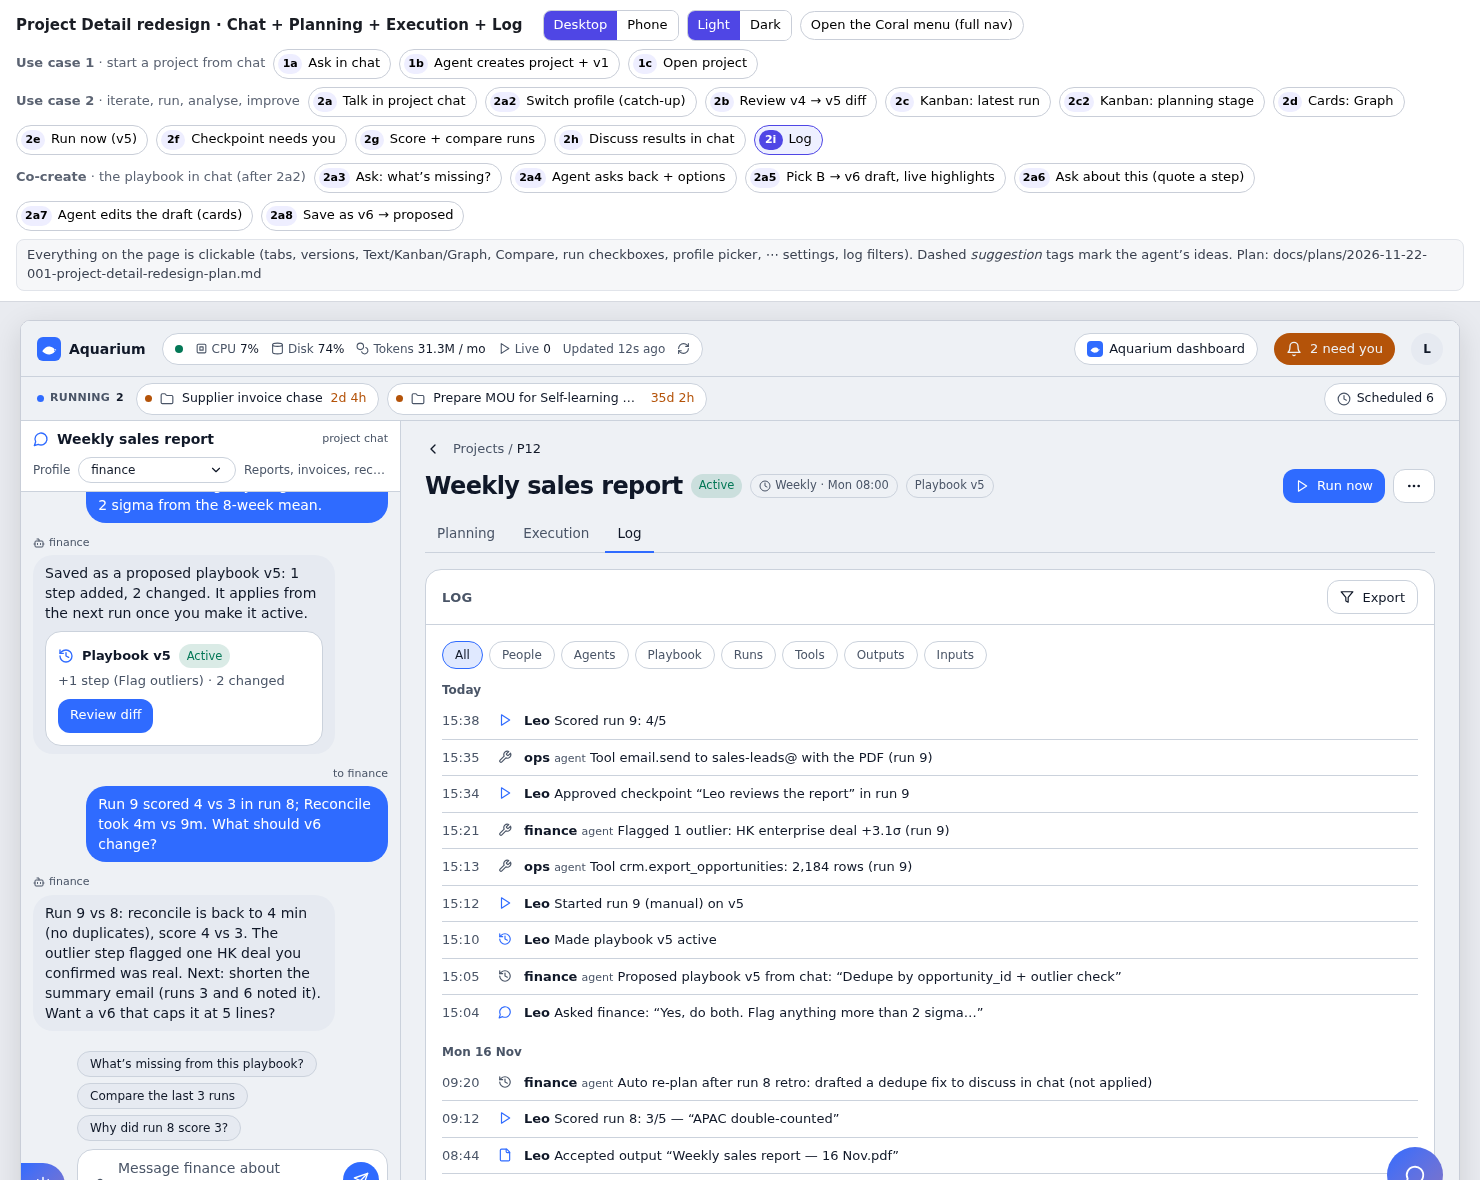 Project Detail redesign · Chat + Planning + Execution + Log
Desktop Phone Light Dark Open the Coral menu (full nav)
Use case 1 · start a project from chat 1a Ask in chat 1b Agent creates project + v1 1c Open project
Use case 2 · iterate, run, analyse, improve 2a Talk in project chat 2a2 Switch profile (catch-up) 2b Review v4 → v5 diff 2c Kanban: latest run 2c2 Kanban: planning stage 2d Cards: Graph
2e Run now (v5) 2f Checkpoint needs you 2g Score + compare runs 2h Discuss results in chat 2i Log
Co-create · the playbook in chat (after 2a2) 2a3 Ask: what’s missing? 2a4 Agent asks back + options 2a5 Pick B → v6 draft, live highlights 2a6 Ask about this (quote a step)
2a7 Agent edits the draft (cards) 2a8 Save as v6 → proposed
Everything on the page is clickable (tabs, versions, Text/Kanban/Graph, Compare, run checkboxes, profile picker, ··· settings, log filters). Dashed suggestion tags mark the agent’s ideas. Plan: docs/plans/2026-11-22-
001-project-detail-redesign-plan.md
Aquarium CPU 7% Disk 74% Tokens 31.3M / mo Live 0 Updated 12s ago Aquarium dashboard 2 need you L
RUNNING 2 Supplier invoice chase 2d 4h Prepare MOU for Self-learning … 35d 2h Scheduled 6
Weekly sales report project chat
Profile finance Reports, invoices, rec…
2 sigma from the 8-week mean.
finance
Saved as a proposed playbook v5: 1
step added, 2 changed. It applies from
the next run once you make it active.
Playbook v5 Active
+1 step (Flag outliers) · 2 changed
Review diff
to finance
Run 9 scored 4 vs 3 in run 8; Reconcile
took 4m vs 9m. What should v6
change?
finance
Run 9 vs 8: reconcile is back to 4 min
(no duplicates), score 4 vs 3. The
outlier step flagged one HK deal you
confirmed was real. Next: shorten the
summary email (runs 3 and 6 noted it).
Want a v6 that caps it at 5 lines?
What’s missing from this playbook?
Compare the last 3 runs
Why did run 8 score 3?
Message finance about
Projects / P12
Weekly sales report Active Weekly · Mon 08:00 Playbook v5 Run now ···
Planning Execution Log
LOG Export
All People Agents Playbook Runs Tools Outputs Inputs
Today
15:38 Leo Scored run 9: 4/5
15:35 ops agent Tool email.send to sales-leads@ with the PDF (run 9)
15:34 Leo Approved checkpoint “Leo reviews the report” in run 9
15:21 finance agent Flagged 1 outlier: HK enterprise deal +3.1σ (run 9)
15:13 ops agent Tool crm.export_opportunities: 2,184 rows (run 9)
15:12 Leo Started run 9 (manual) on v5
15:10 Leo Made playbook v5 active
15:05 finance agent Proposed playbook v5 from chat: “Dedupe by opportunity_id + outlier check”
15:04 Leo Asked finance: “Yes, do both. Flag anything more than 2 sigma…”
Mon 16 Nov
09:20 finance agent Auto re-plan after run 8 retro: drafted a dedupe fix to discuss in chat (not applied)
09:12 Leo Scored run 8: 3/5 — “APAC double-counted”
08:44 Leo Accepted output “Weekly sales report — 16 Nov.pdf”